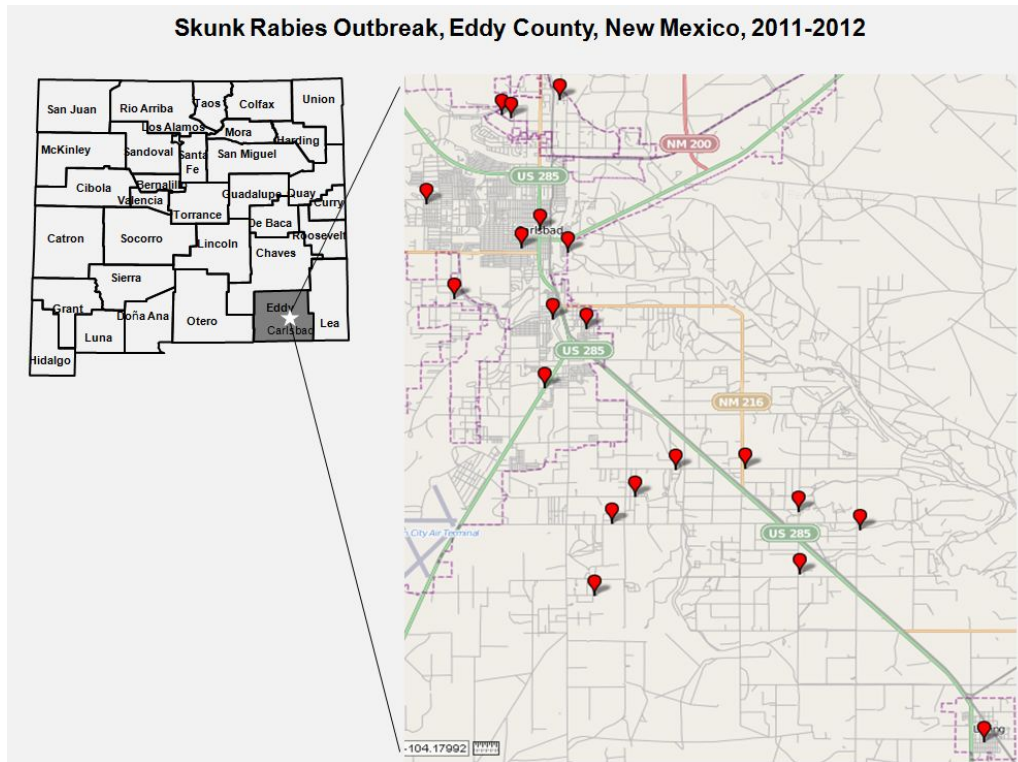 Skunk Rabies Outbreak, Eddy County, New Mexico, 2011-2012
San Juan
Rio Arriba
Taos
Colfax
Union
Los Alamos
Mora
Harding
McKinley
Sandoval
Santa
Fe
San Miguel
Cibola
Bernalill
Valencia
Guadalupe
Quay
Curry
Torrance
De Baca
Roosevelt
Catron
Socorro
Lincoln
Chaves
Sierra
Grant
Luna
Doña Ana
Otero
Eddy
Carlsbad
Lea
Hidalgo
NM 200
US 285
Carlsbad
US 285
NM 216
City Air Terminal
US 285
-104.17992